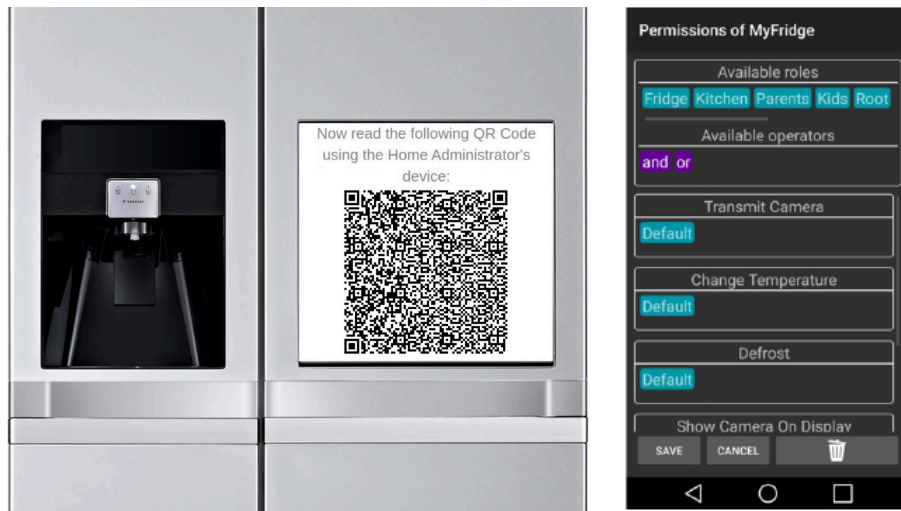 Now read the following QR Code
using the Home Administrator's
device:
Permissions of MyFridge
Available roles
Fridge Kitchen Parents Kids Root
Available operators
and or
Transmit Camera
Default
Change Temperature
Default
Defrost
Default
Show Camera On Display
SAVE CANCEL